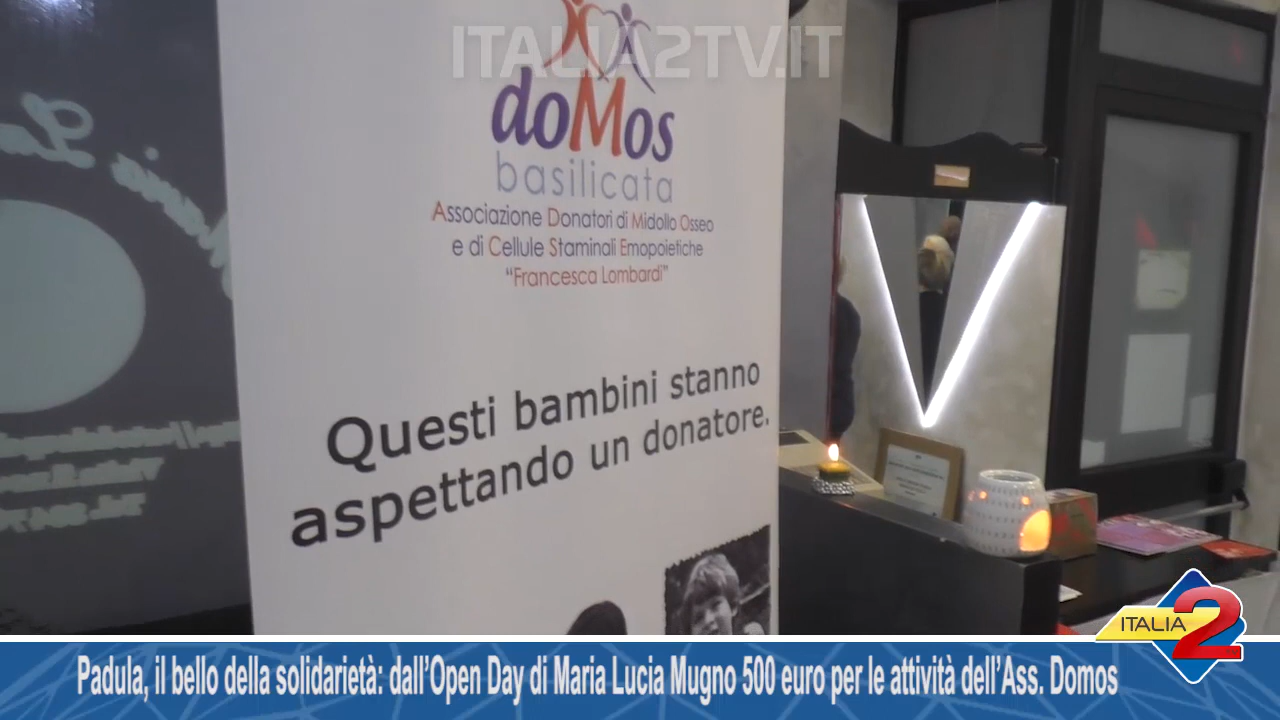 ITALIA2TV.IT
doMos
basilicata
Associazione Donatori di Midollo Osseo
e di Cellule Staminali Emopoietiche
“Francesca Lombardi”
Questi bambini stanno
aspettando un donatore.
ITALIA 2
Padula, il bello della solidarietà: dall’Open Day di Maria Lucia Mugno 500 euro per le attività dell’Ass. Domos